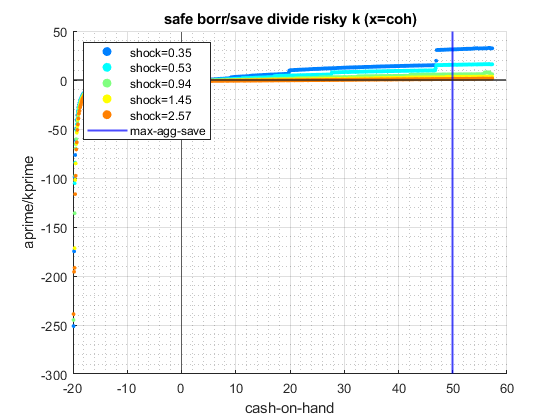 safe borr/save divide risky k (x=coh)
50
0
-50
-100
-150
-200
-250
-300
aprime/kprime
shock=0.35
shock=0.53
shock=0.94
shock=1.45
shock=2.57
max-agg-save
-20
-10
0
10
20
30
40
50
60
cash-on-hand